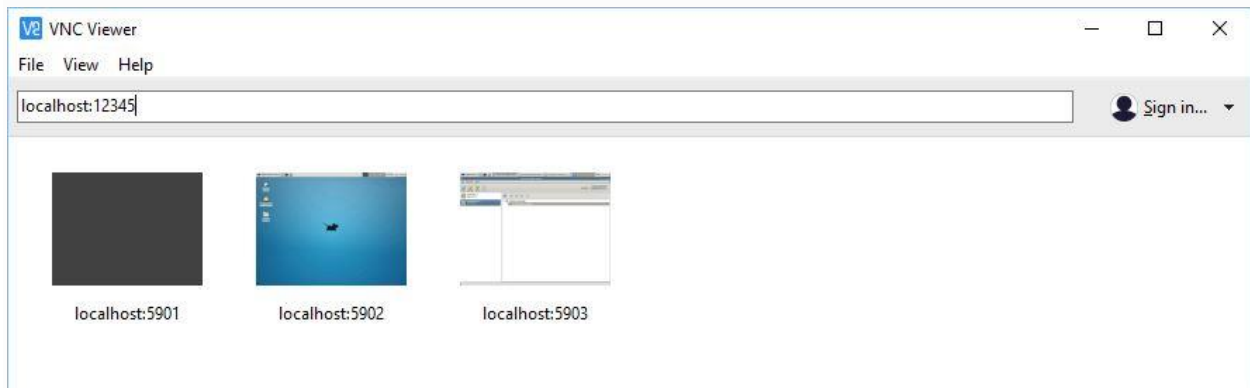 VNC Viewer
File View Help
localhost:12345
Sign in...
localhost:5901 localhost:5902 localhost:5903